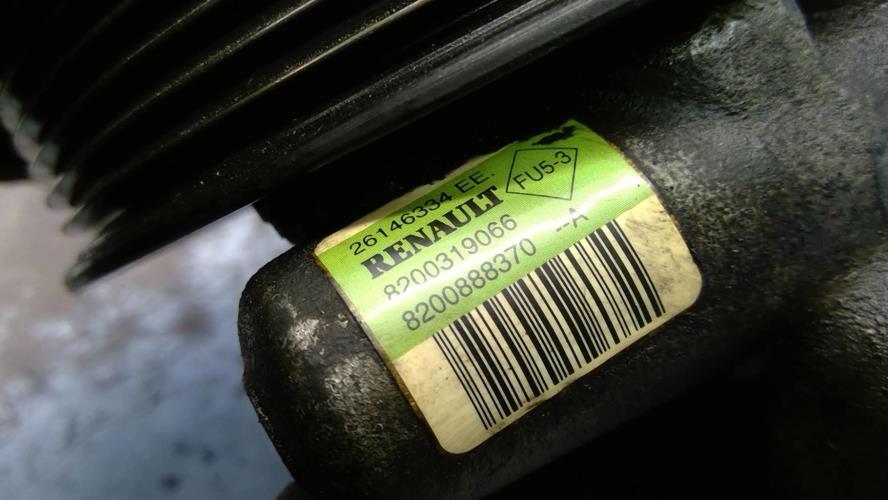 26146334 EE.
FU5-3
RENAULT
8200319066
8200888370 --A